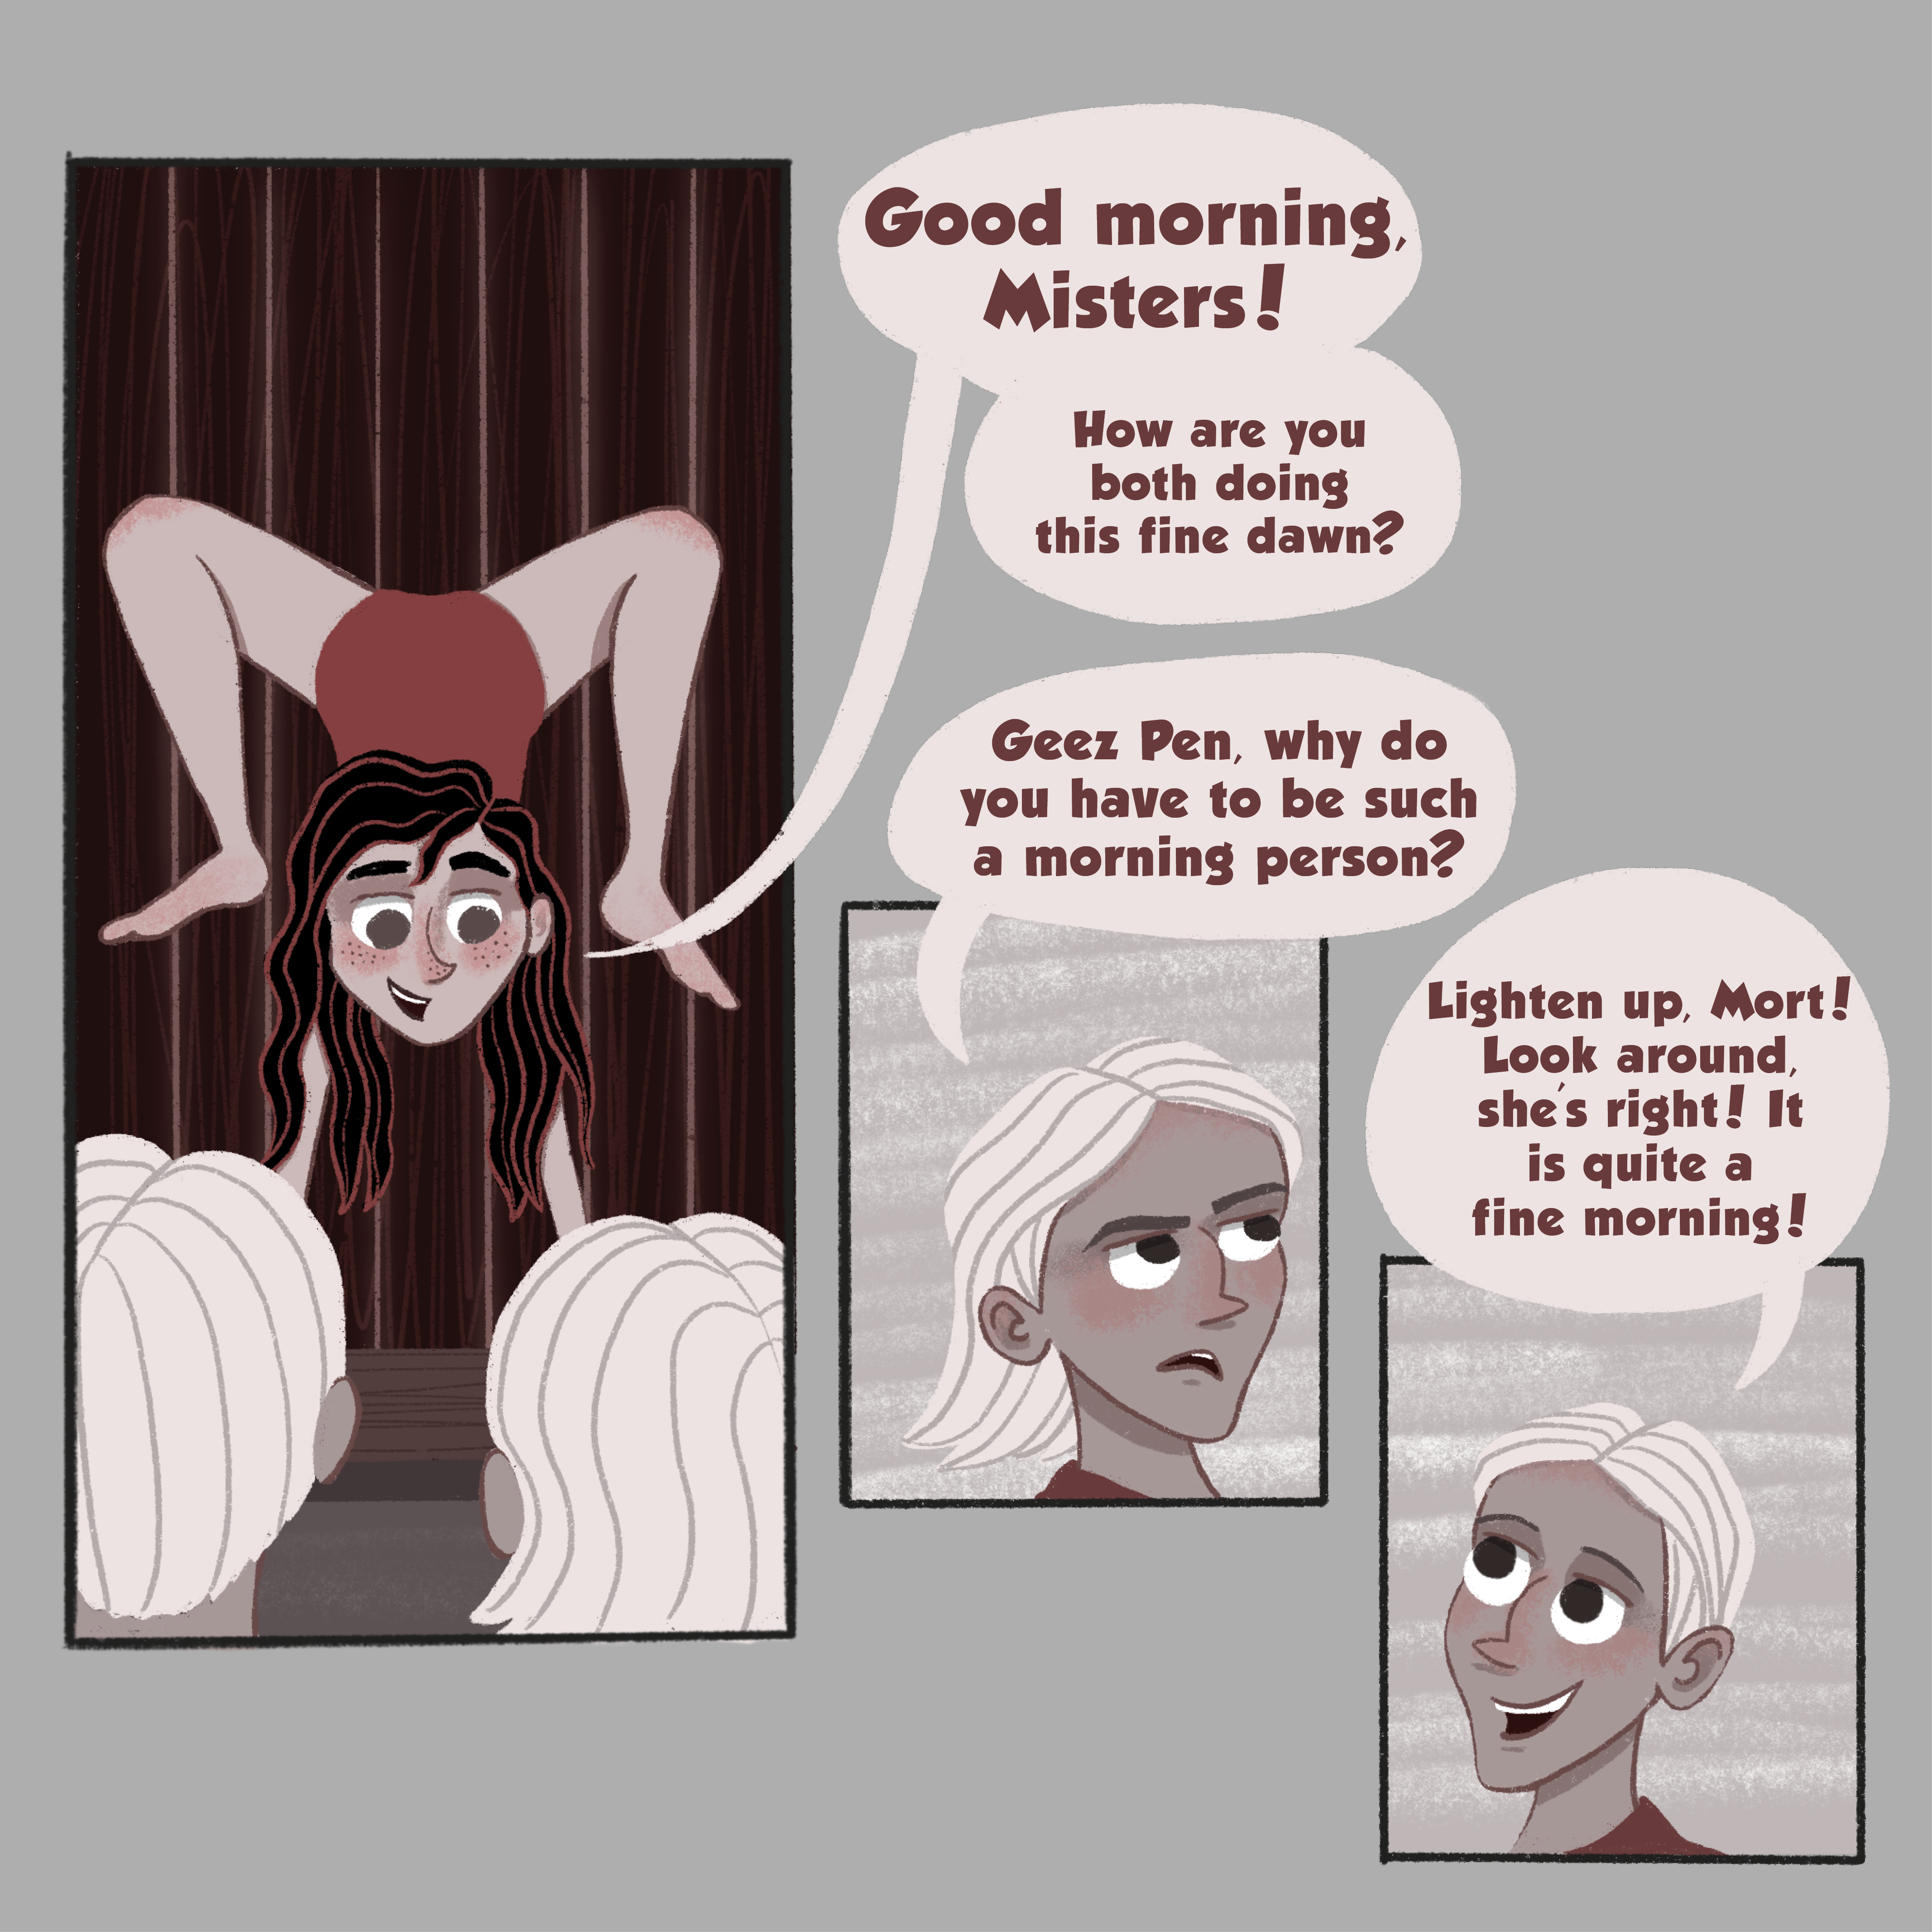 Good morning,
Misters!
How are you
both doing
this fine dawn?
Geez Pen, why do
you have to be such
a morning person?
Lighten up, Mort!
Look around,
she's right! It
is quite a
fine morning!